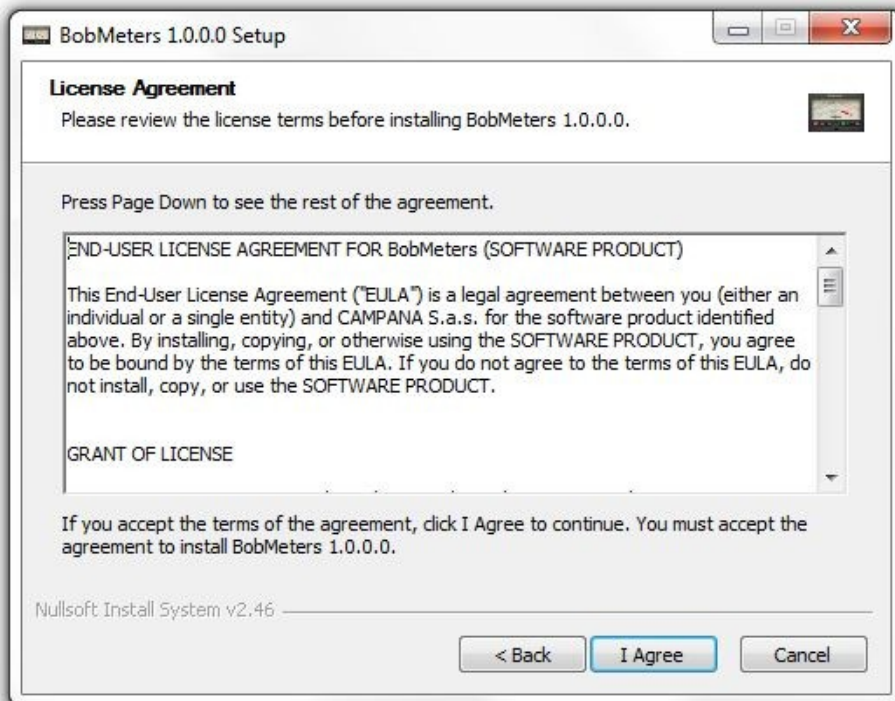 BobMeters 1.0.0.0 Setup
License Agreement
Please review the license terms before installing BobMeters 1.0.0.0.
Press Page Down to see the rest of the agreement.
END-USER LICENSE AGREEMENT FOR BobMeters (SOFTWARE PRODUCT)
This End-User License Agreement ("EULA") is a legal agreement between you (either an
individual or a single entity) and CAMPANA S.a.s. for the software product identified
above. By installing, copying, or otherwise using the SOFTWARE PRODUCT, you agree
to be bound by the terms of this EULA. If you do not agree to the terms of this EULA, do
not install, copy, or use the SOFTWARE PRODUCT.
GRANT OF LICENSE
If you accept the terms of the agreement, click I Agree to continue. You must accept the
agreement to install BobMeters 1.0.0.0.
Nullsoft Install System v2.46
< Back I Agree Cancel